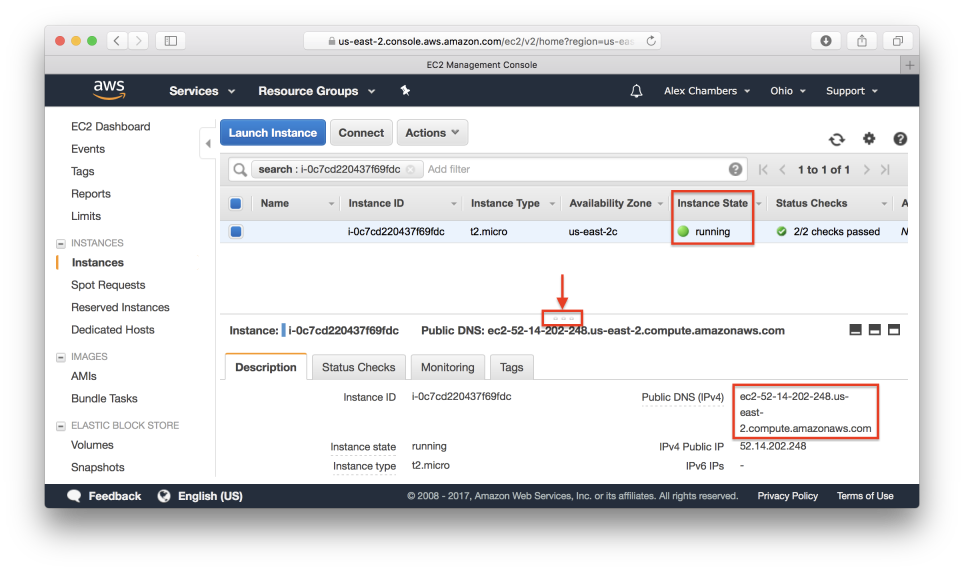 us-east-2.console.aws.amazon.com/ec2/v2/home?region=us-eas
EC2 Management Console
aws
Services
Resource Groups
Alex Chambers
Ohio
Support
EC2 Dashboard
Events
Tags
Reports
Limits
INSTANCES
Instances
Spot Requests
Reserved Instances
Dedicated Hosts
IMAGES
AMIs
Bundle Tasks
ELASTIC BLOCK STORE
Volumes
Snapshots
Launch Instance
Connect
Actions
search : i-0c7cd220437f69fdc
Add filter
1 to 1 of 1
Name Instance ID Instance Type Availability Zone Instance State Status Checks A
i-0c7cd220437f69fdc t2.micro us-east-2c running 2/2 checks passed N
Instance: i-0c7cd220437f69fdc Public DNS: ec2-52-14-202-248.us-east-2.compute.amazonaws.com
Description Status Checks Monitoring Tags
Instance ID i-0c7cd220437f69fdc
Instance state running
Instance type t2.micro
Public DNS (IPv4) ec2-52-14-202-248.us-
east-
2.compute.amazonaws.com
IPv4 Public IP 52.14.202.248
IPv6 IPs -
Feedback
English (US)
© 2008 - 2017, Amazon Web Services, Inc. or its affiliates. All rights reserved.
Privacy Policy
Terms of Use